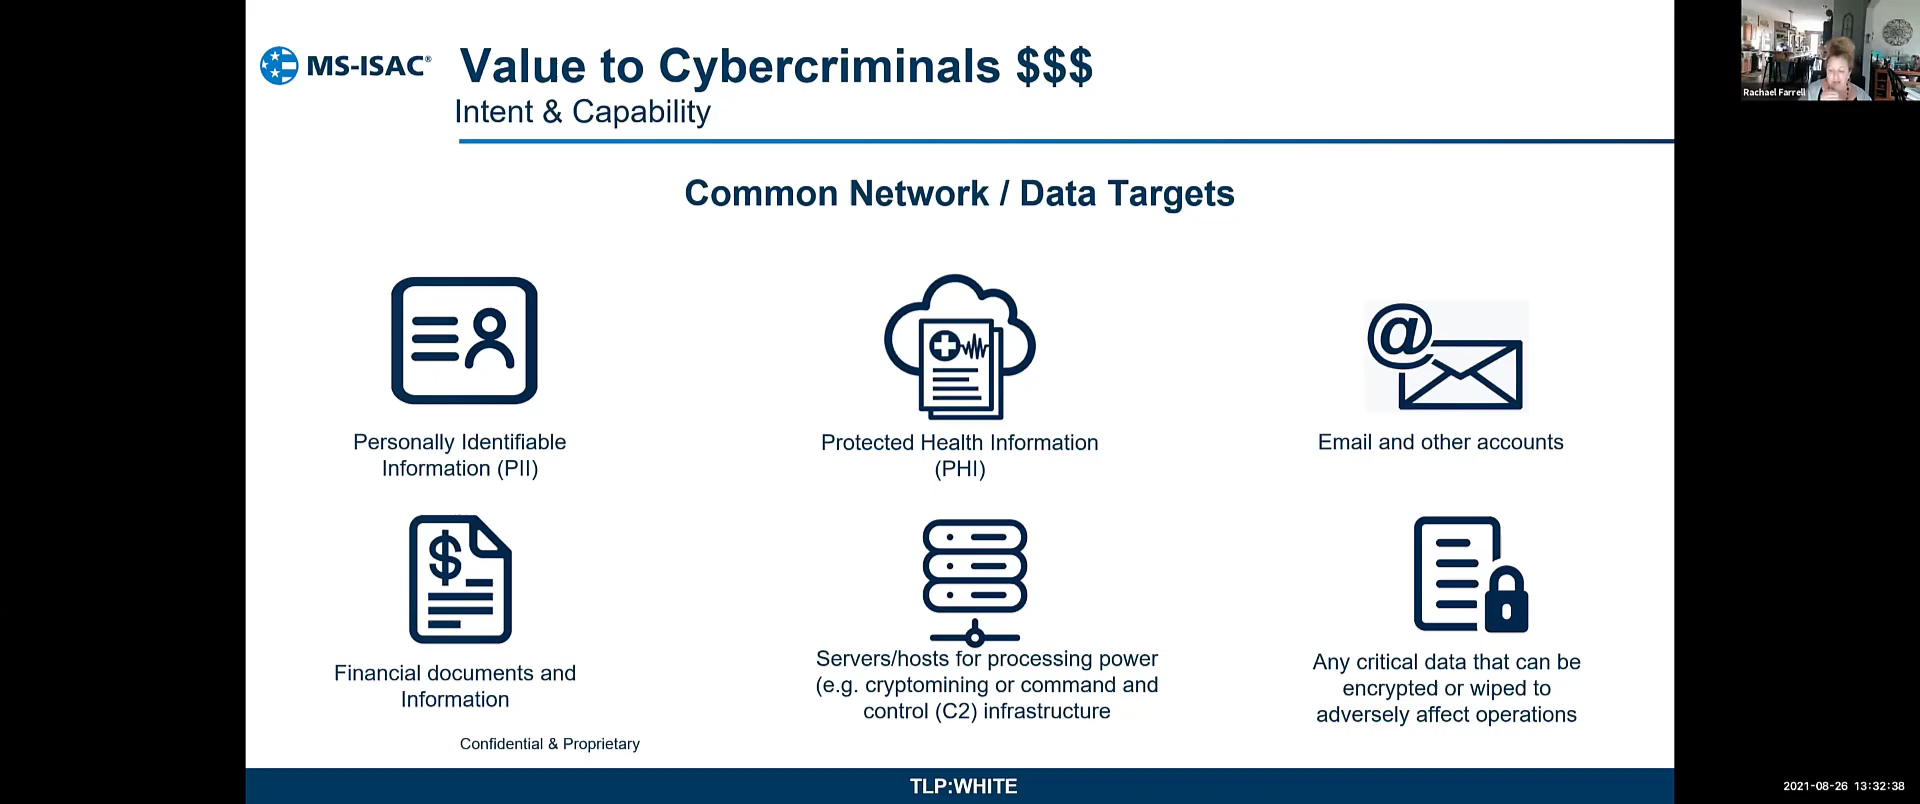 MS-ISAC®
Value to Cybercriminals $$$
Intent & Capability
Common Network / Data Targets
Personally Identifiable
Information (PII)
Protected Health Information
(PHI)
@
Email and other accounts
$
Financial documents and
Information
Servers/hosts for processing power
(e.g. cryptomining or command and
control (C2) infrastructure
Any critical data that can be
encrypted or wiped to
adversely affect operations
Confidential & Proprietary
TLP:WHITE
Rachael Farrell
2021-08-26 13:32:38